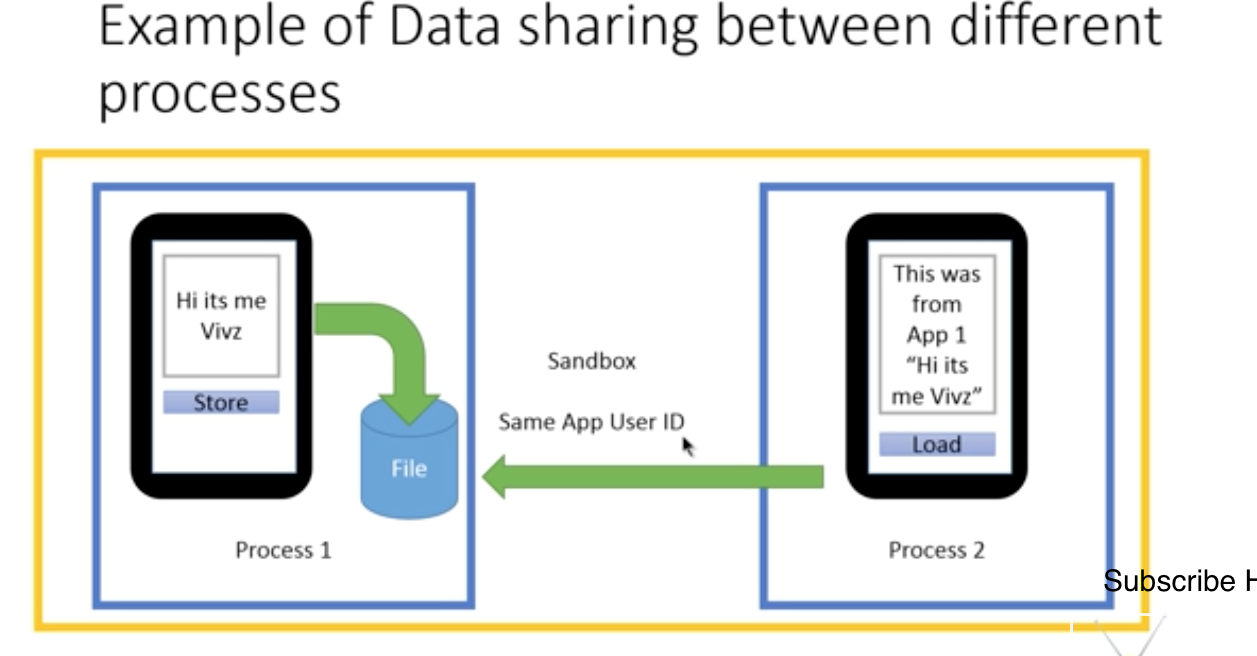 Example of Data sharing between different
processes
Hi its me
Vivz
Store
File
Process 1
Sandbox
Same App User ID
This was
from
App 1
“Hi its
me Vivz”
Load
Process 2
Subscribe H